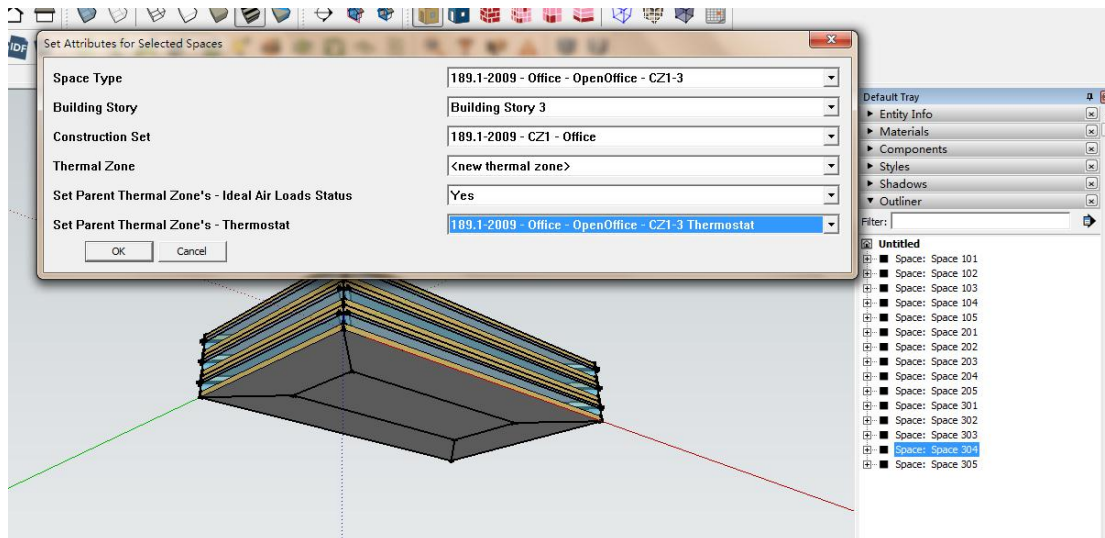 IDF
Set Attributes for Selected Spaces
Space Type
189.1-2009 - Office - OpenOffice - CZ1-3
Building Story
Building Story 3
Construction Set
189.1-2009 - CZ1 - Office
Thermal Zone
<new thermal zone>
Set Parent Thermal Zone's - Ideal Air Loads Status
Yes
Set Parent Thermal Zone's - Thermostat
189.1-2009 - Office - OpenOffice - CZ1-3 Thermostat
OK
Cancel
Default Tray
Entity Info
Materials
Components
Styles
Shadows
Outliner
Filter:
Untitled
Space: Space 101
Space: Space 102
Space: Space 103
Space: Space 104
Space: Space 105
Space: Space 201
Space: Space 202
Space: Space 203
Space: Space 204
Space: Space 205
Space: Space 301
Space: Space 302
Space: Space 303
Space: Space 304
Space: Space 305